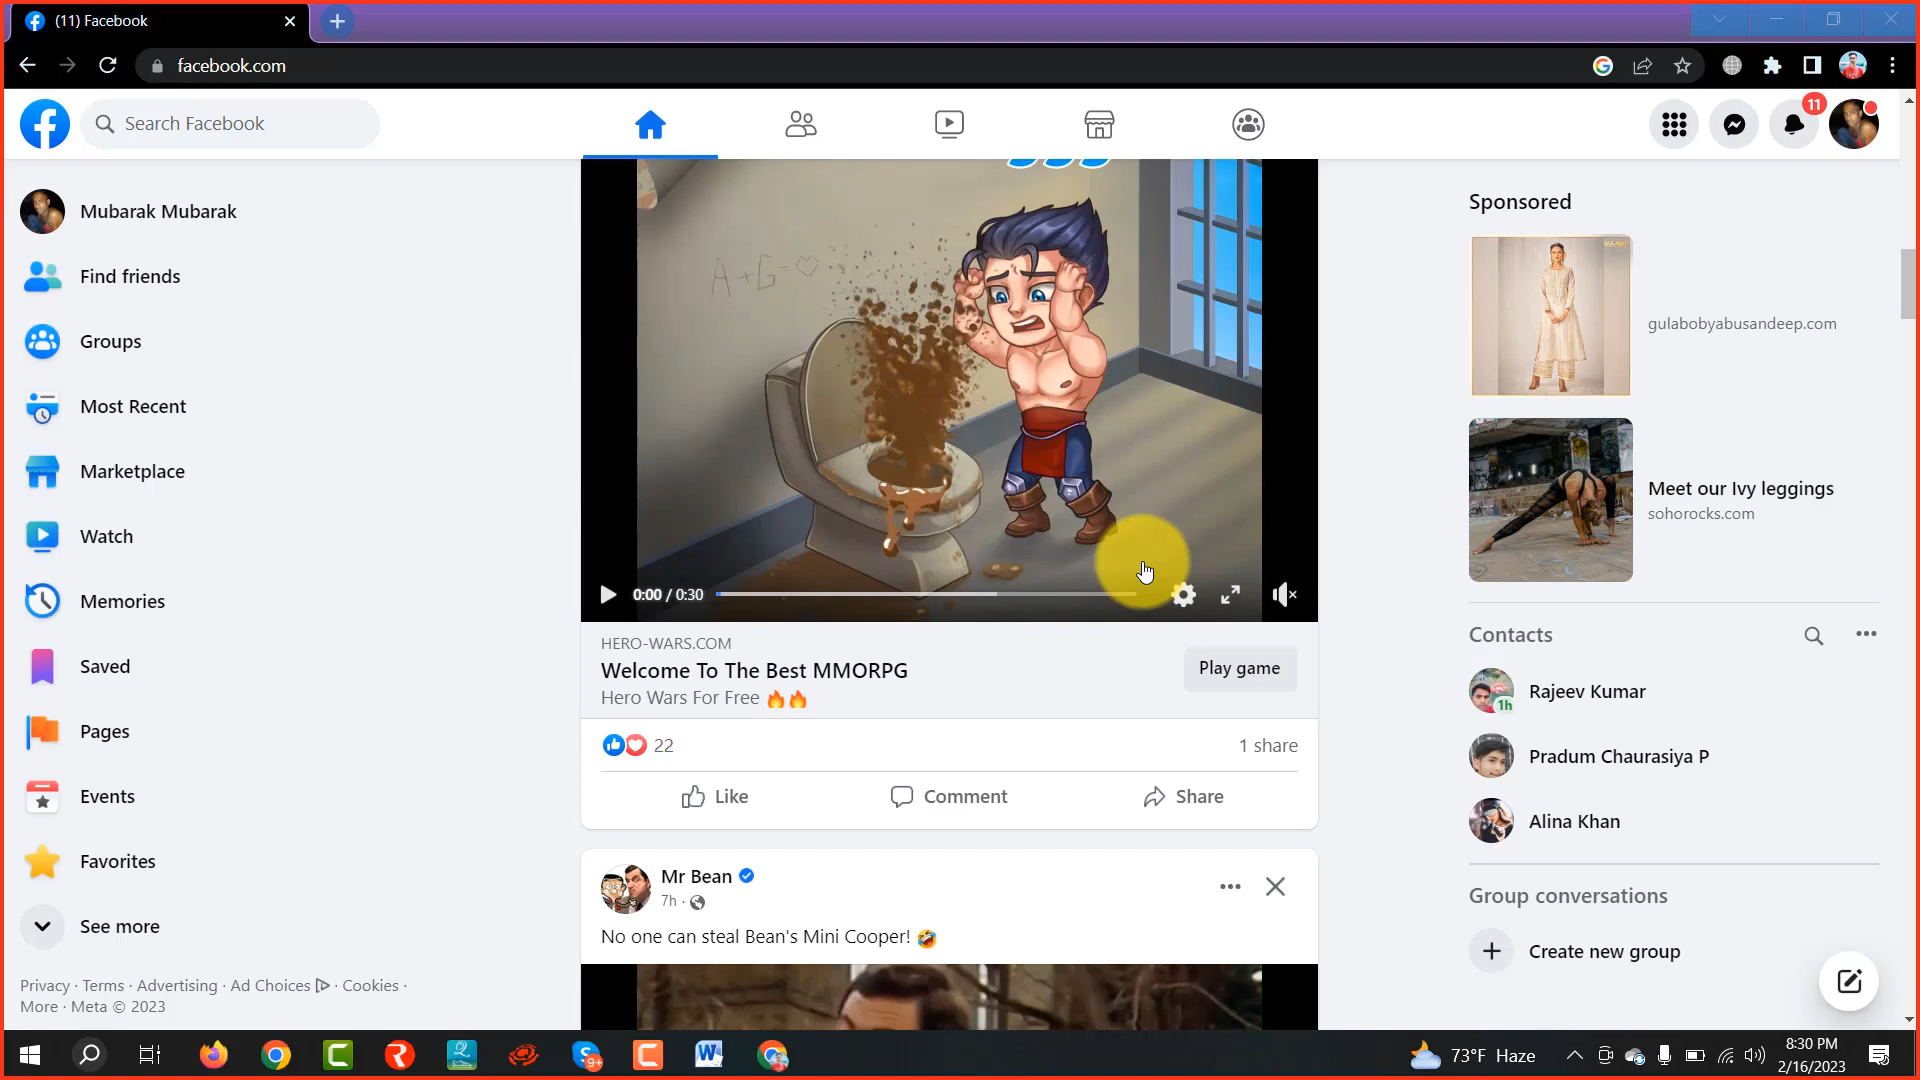 (11) Facebook
facebook.com
Search Facebook
11
Mubarak Mubarak
Find friends
Groups
Most Recent
Marketplace
Watch
Memories
Saved
Pages
Events
Favorites
See more
Privacy · Terms · Advertising · Ad Choices · Cookies ·
More · Meta © 2023
A+G=♡
0:00 / 0:30
HERO-WARS.COM
Welcome To The Best MMORPG
Hero Wars For Free 🔥🔥
Play game
22
1 share
Like
Comment
Share
Mr Bean
7h ·
No one can steal Bean's Mini Cooper! 🤣
Sponsored
gulabobyabusandeep.com
Meet our Ivy leggings
sohorocks.com
Contacts
Rajeev Kumar
1h
Pradum Chaurasiya P
Alina Khan
Group conversations
Create new group
9+
73°F Haze
8:30 PM
2/16/2023